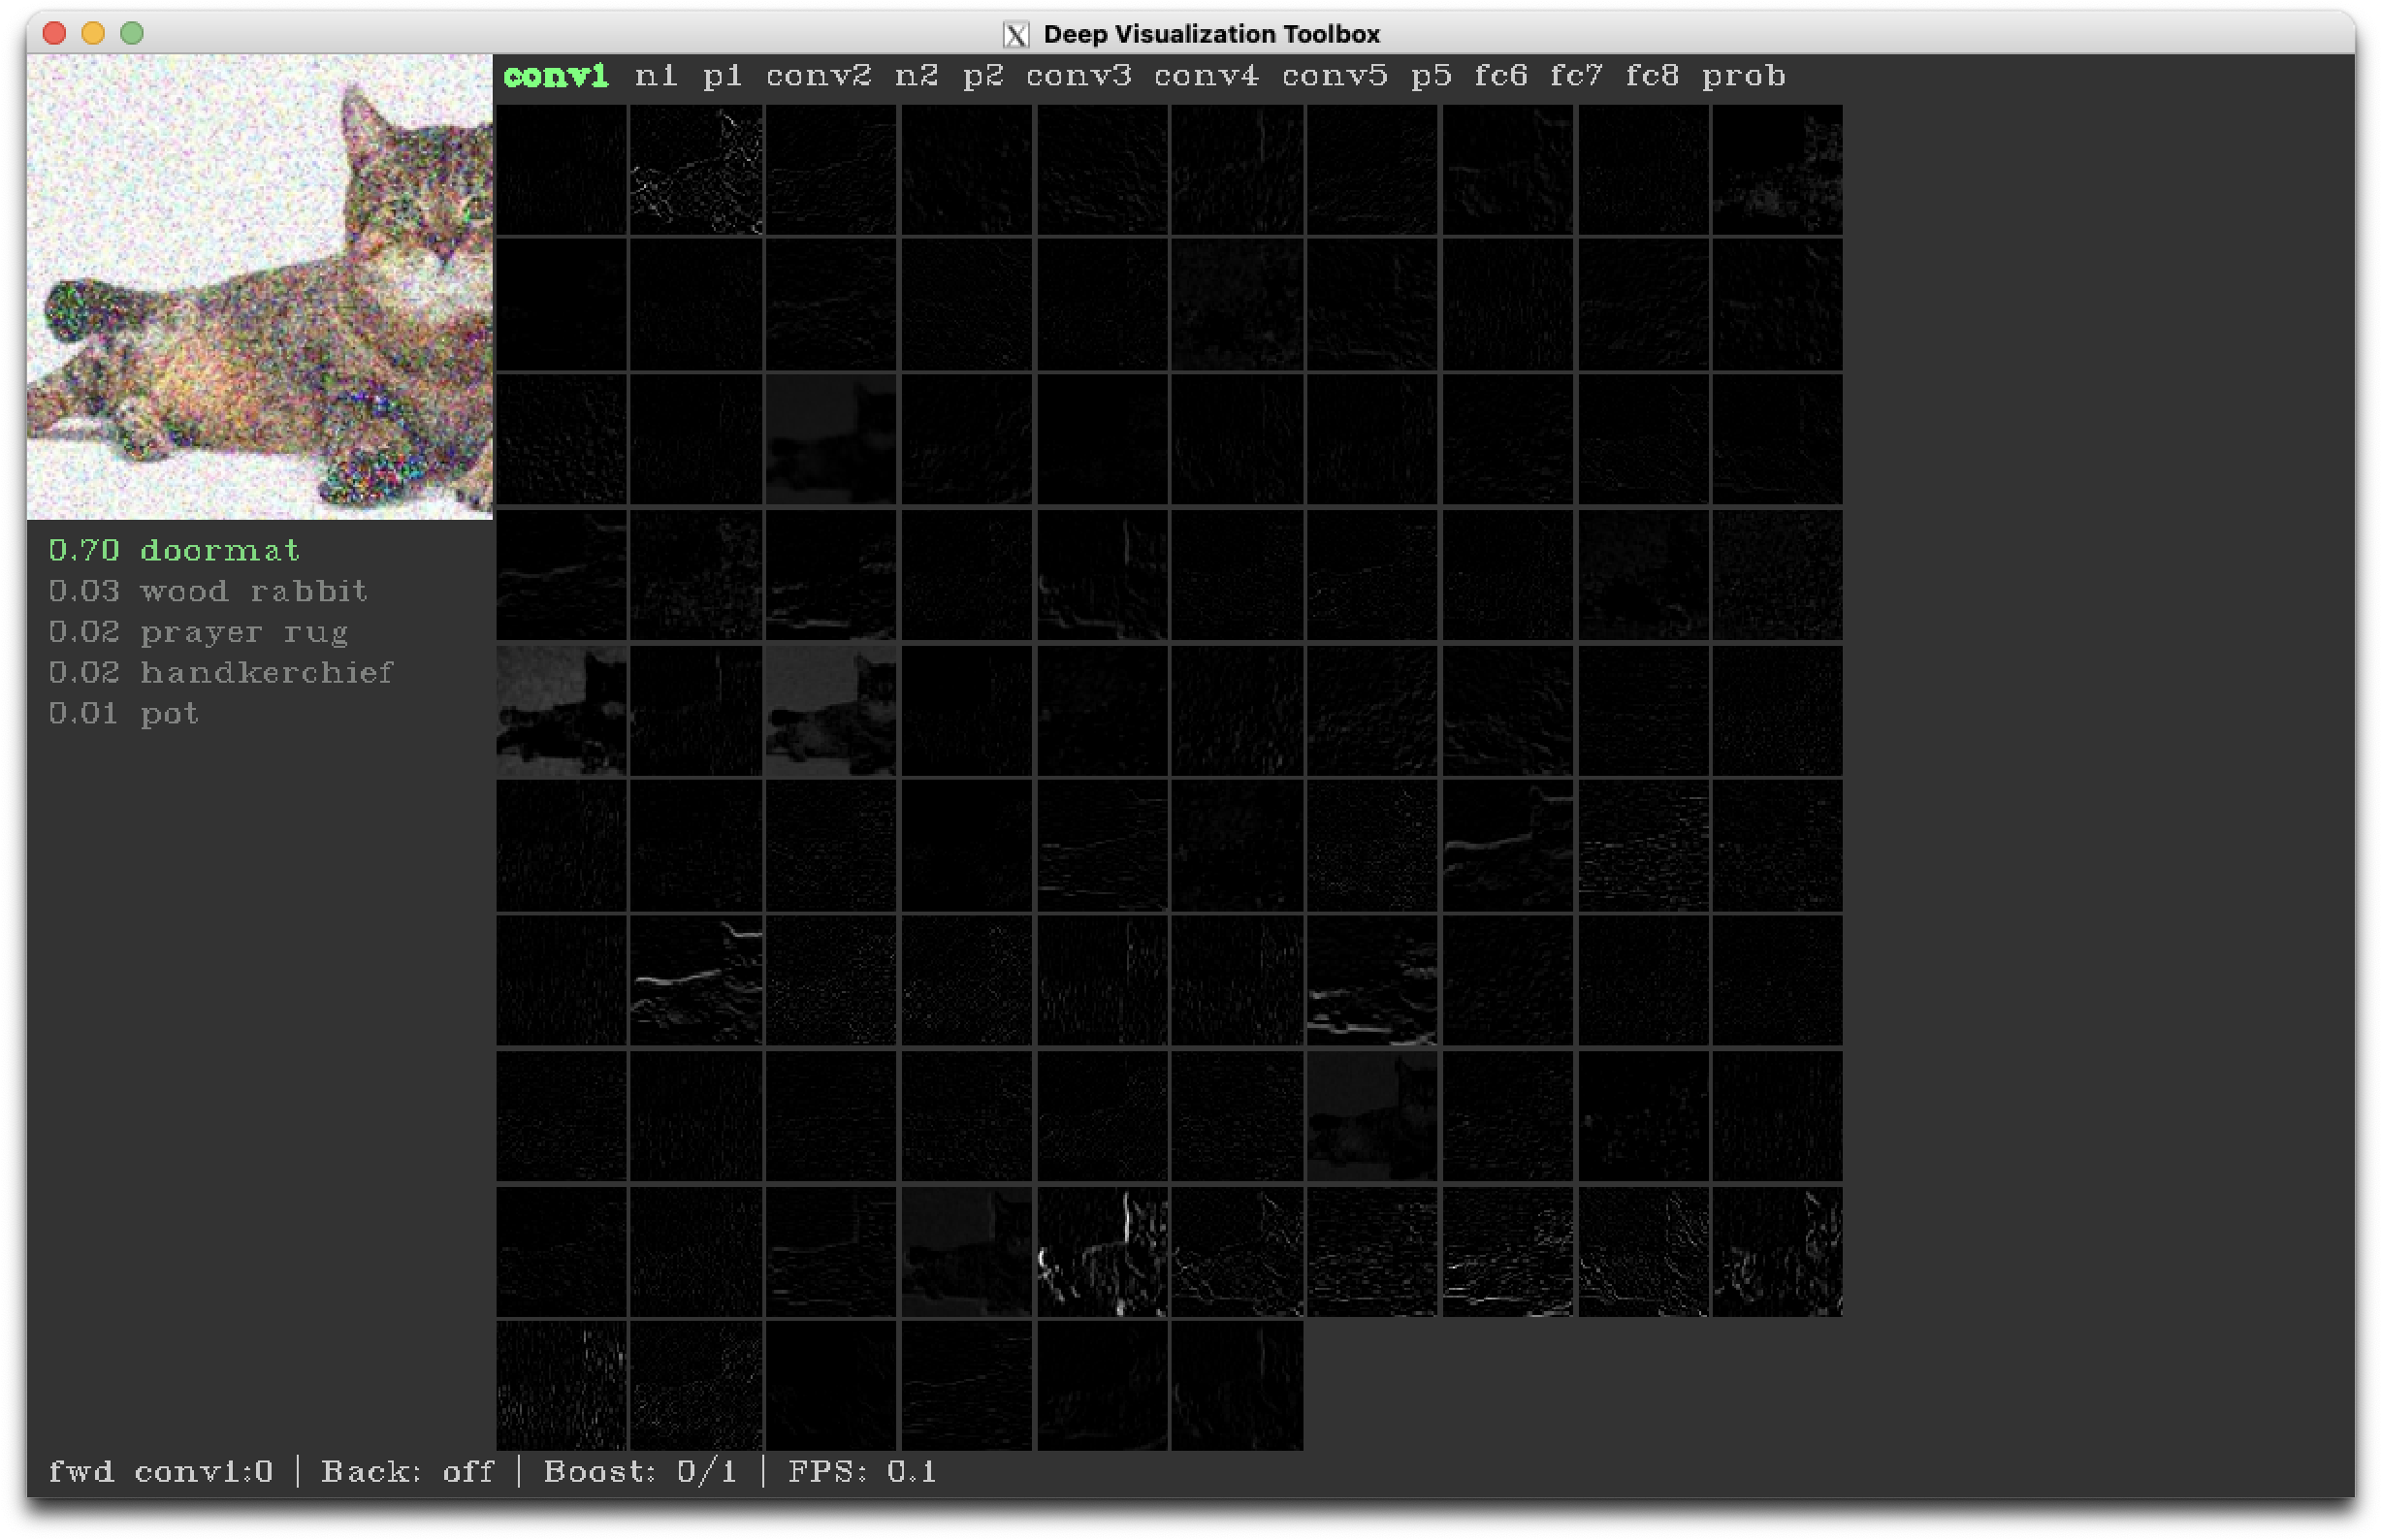 Deep Visualization Toolbox
conv1 n1 p1 conv2 n2 p2 conv3 conv4 conv5 p5 fc6 fc7 fc8 prob
0.70 doormat
0.03 wood rabbit
0.02 prayer rug
0.02 handkerchief
0.01 pot
fwd conv1:0 | Back: off | Boost: 0/1 | FPS: 0.1